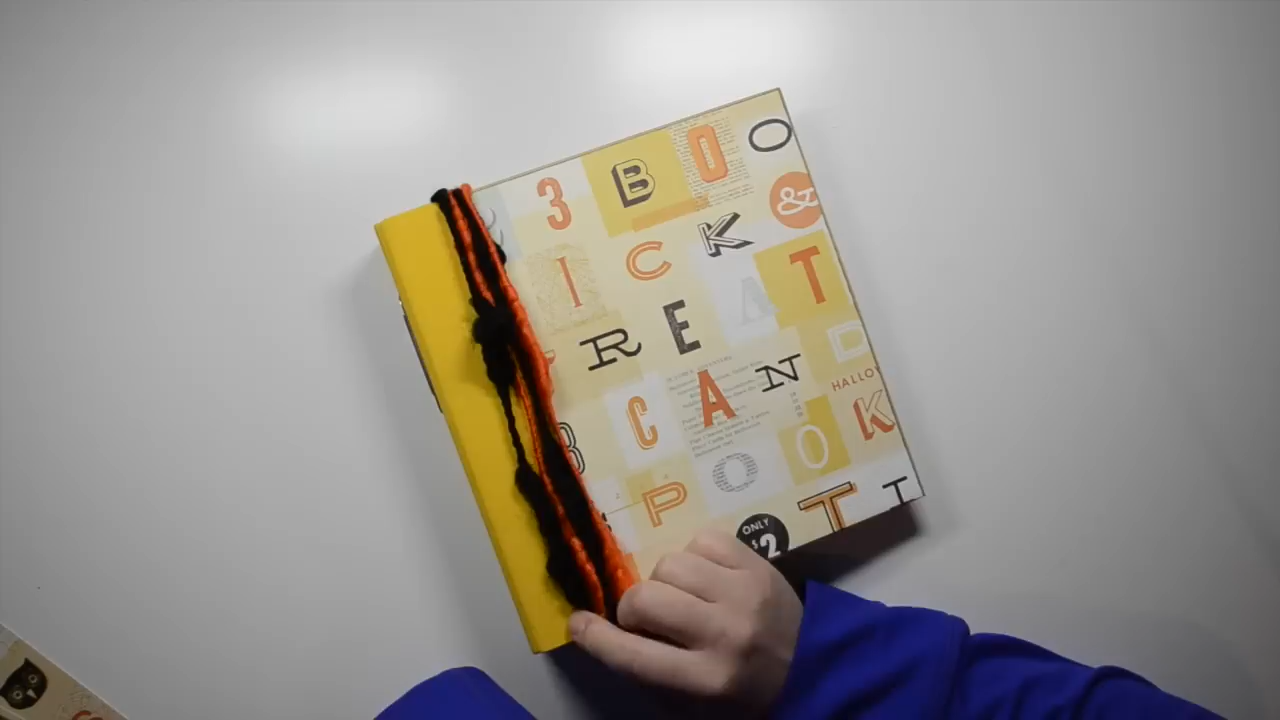 3 B O O
I C K &
R E A T
D
HALLO
B C A N
K
P O O
ONLY
$2 T T